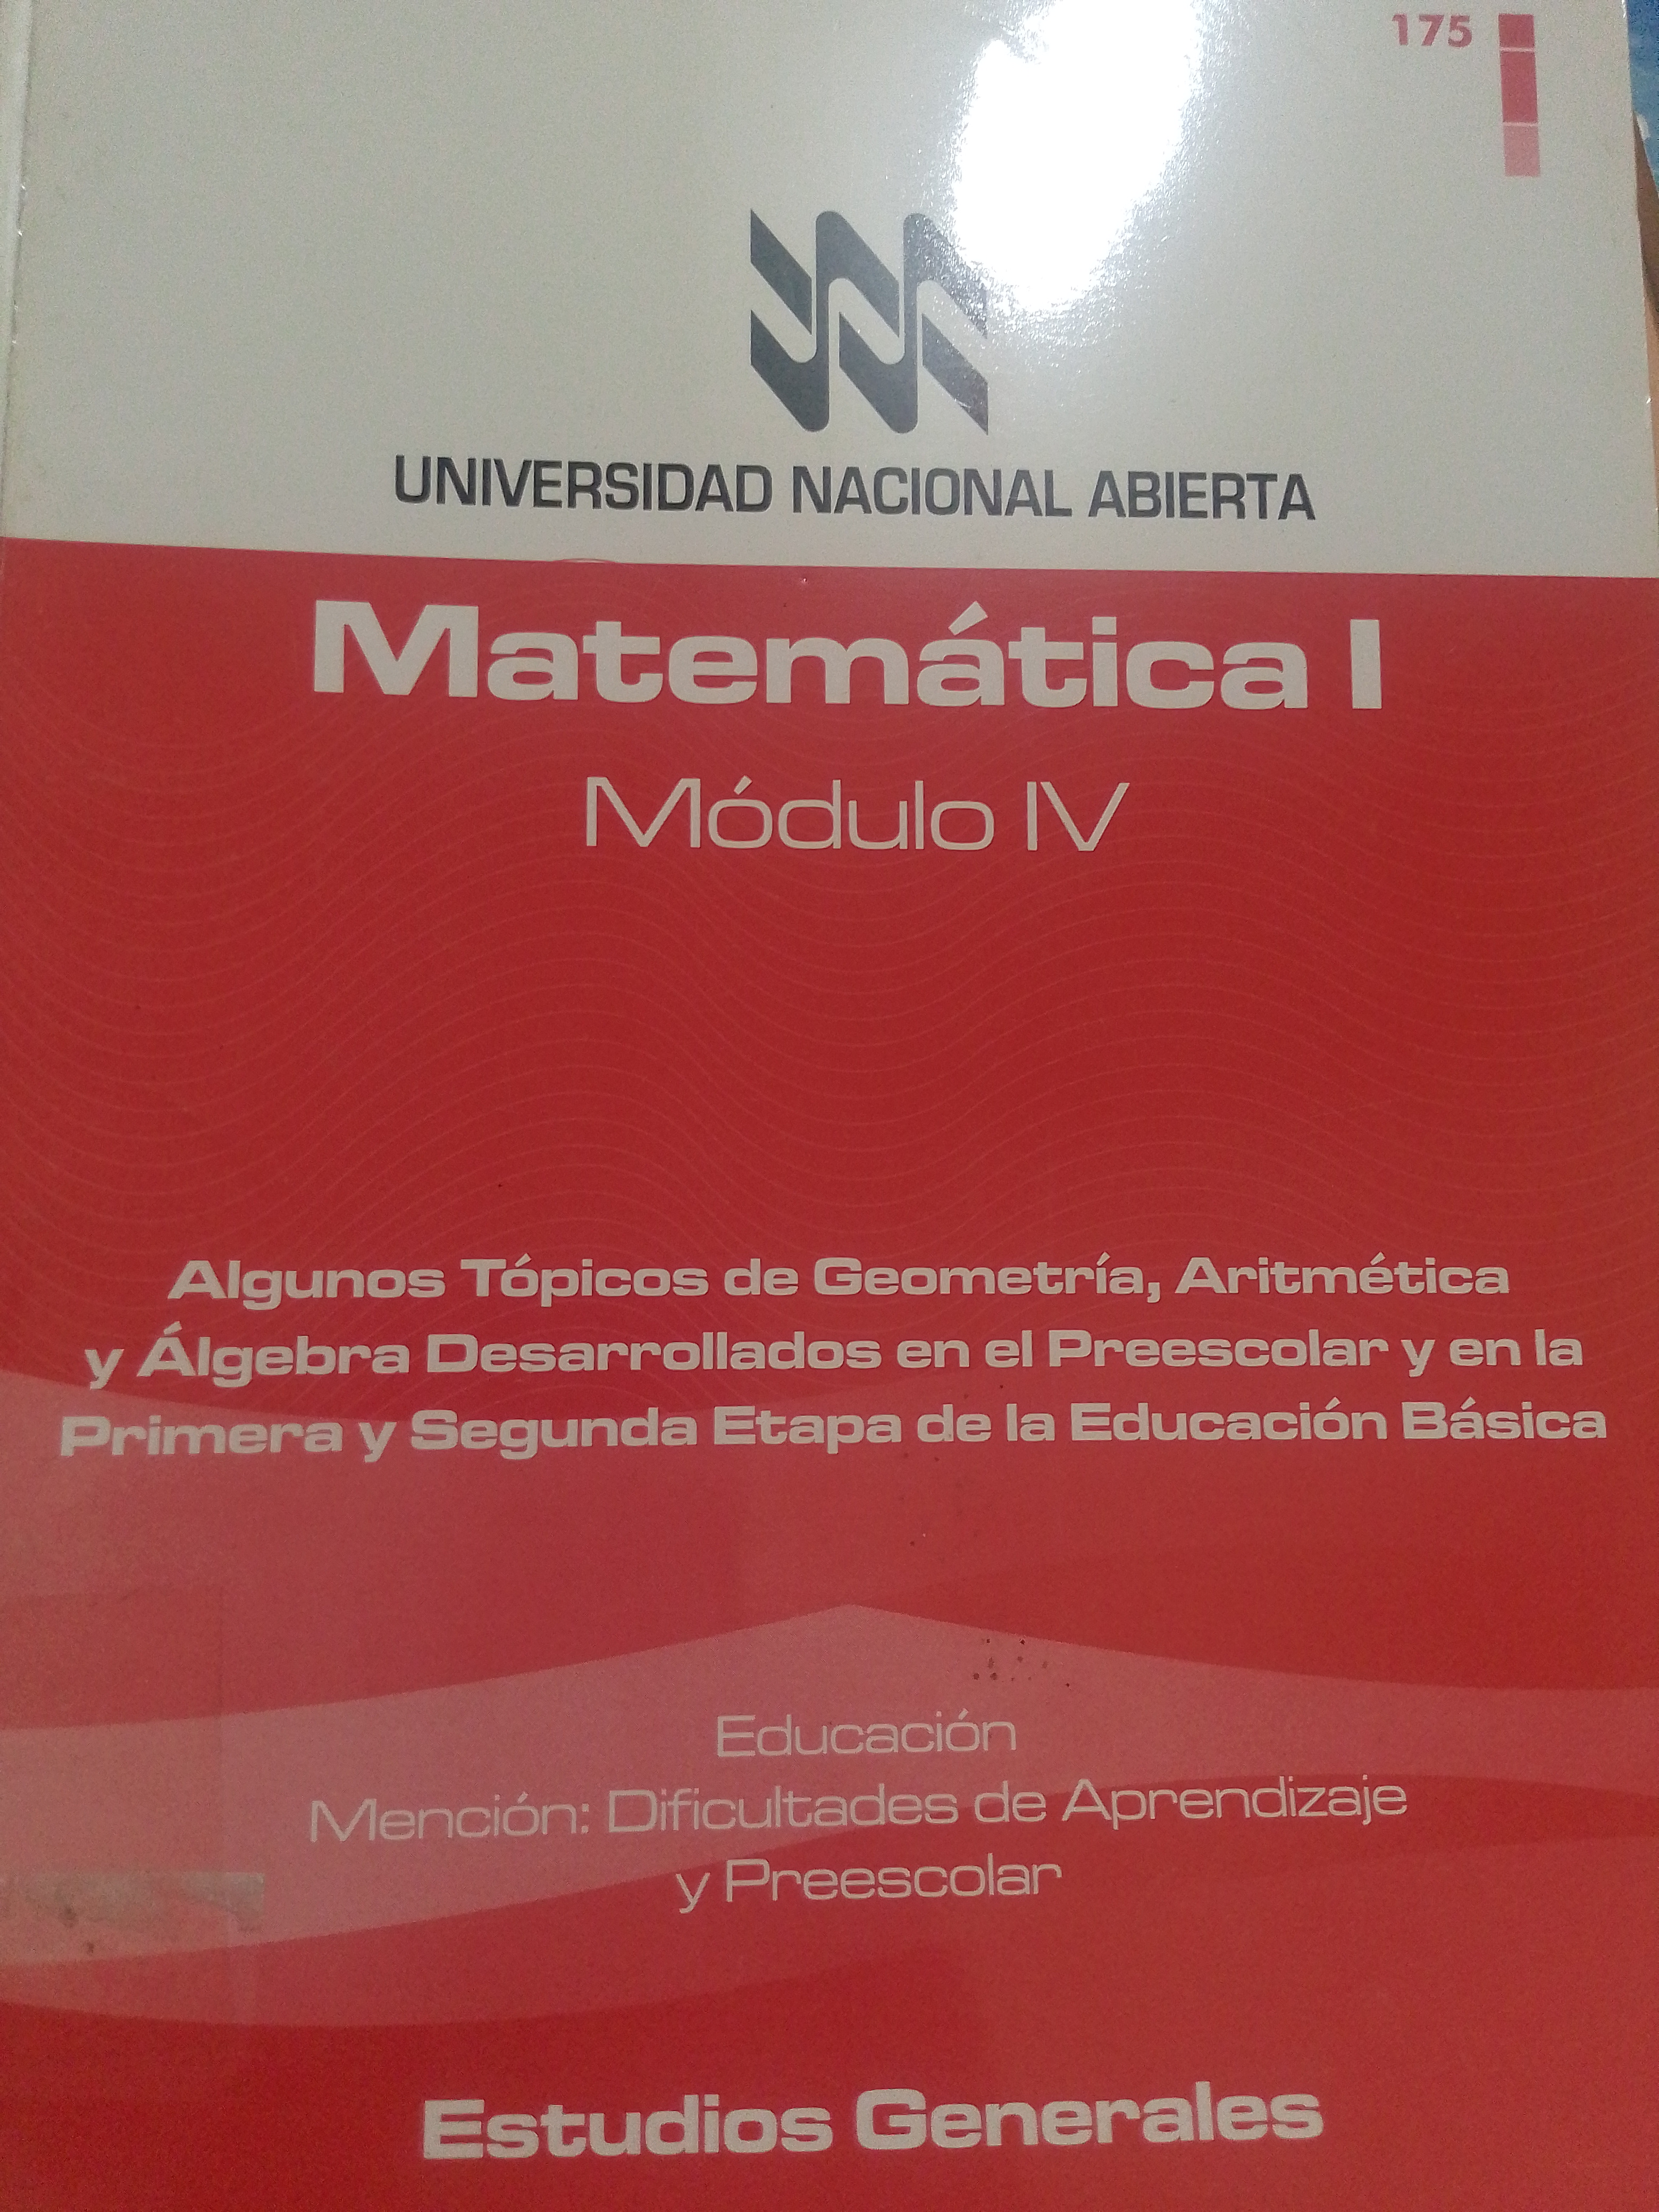 175
UNIVERSIDAD NACIONAL ABIERTA
Matemática I
Módulo IV
Algunos Tópicos de Geometría, Aritmética
y Álgebra Desarrollados en el Preescolar y en la
Primera y Segunda Etapa de la Educación Básica
Educación
Mención: Dificultades de Aprendizaje
y Preescolar
Estudios Generales